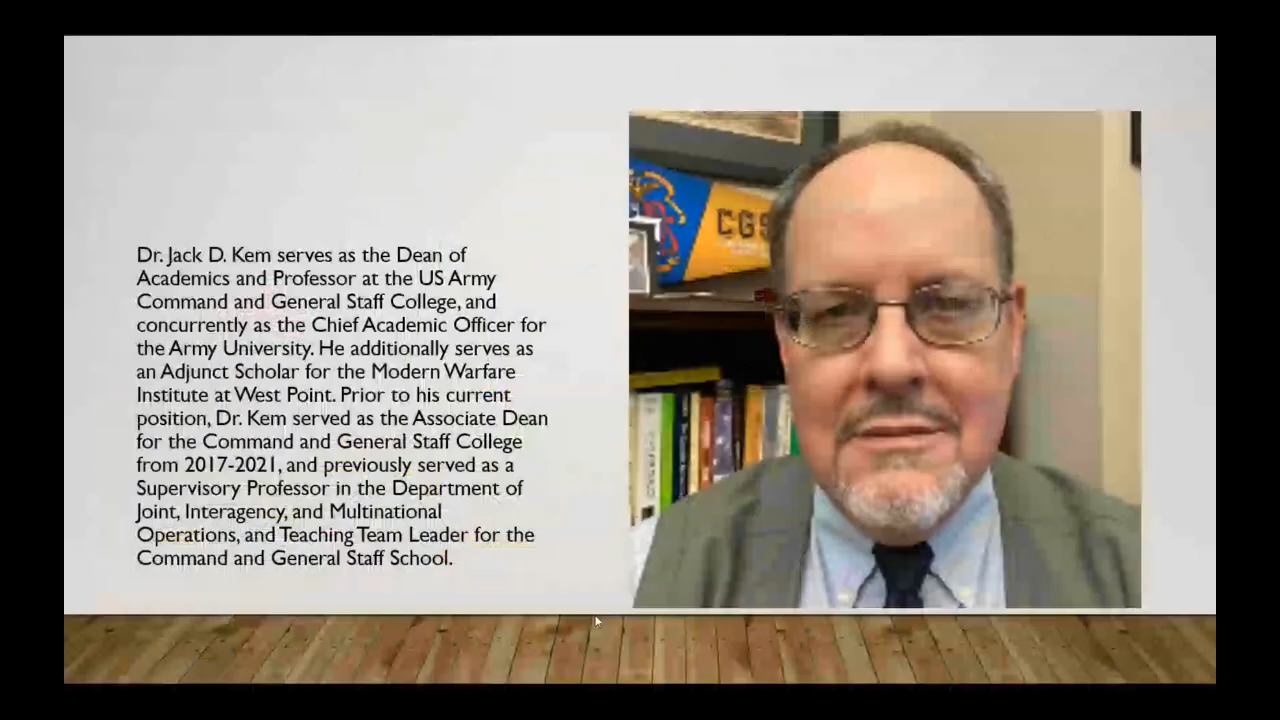 Dr. Jack D. Kem serves as the Dean of
Academics and Professor at the US Army
Command and General Staff College, and
concurrently as the Chief Academic Officer for
the Army University. He additionally serves as
an Adjunct Scholar for the Modern Warfare
Institute at West Point. Prior to his current
position, Dr. Kem served as the Associate Dean
for the Command and General Staff College
from 2017-2021, and previously served as a
Supervisory Professor in the Department of
Joint, Interagency, and Multinational
Operations, and Teaching Team Leader for the
Command and General Staff School.
CGS